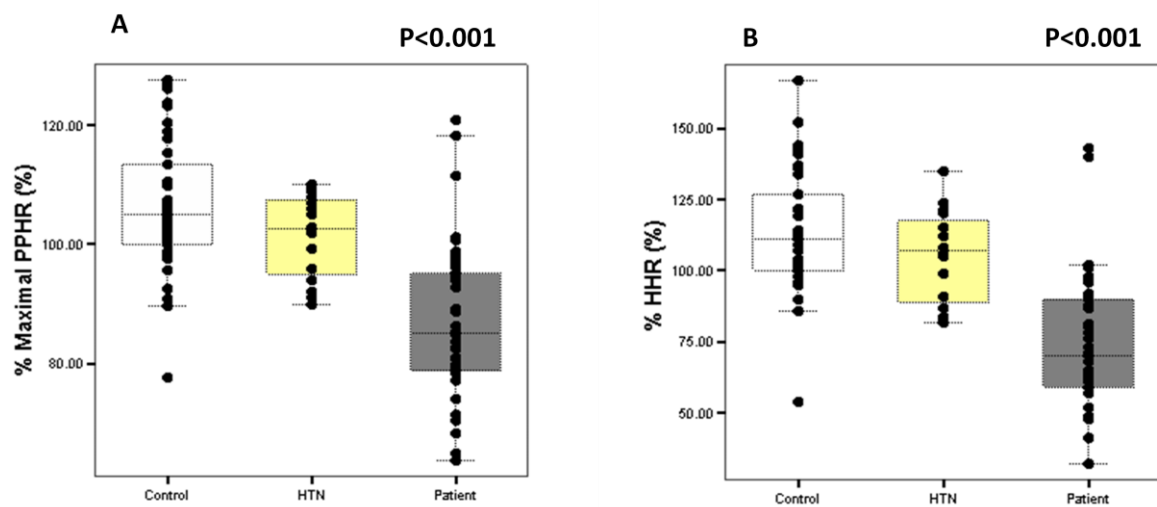 A
P<0.001
% Maximal PPHR (%)
120.00
100.00
80.00
Control
HTN
Patient
B
P<0.001
% HHR (%)
150.00
125.00
100.00
75.00
50.00
Control
HTN
Patient